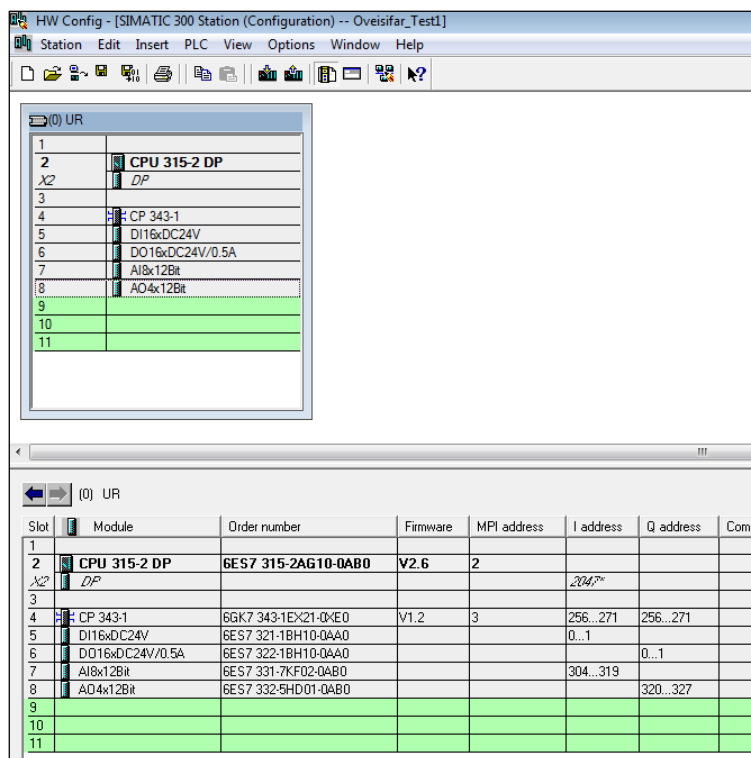 HW Config - [SIMATIC 300 Station (Configuration) -- Oveisifar_Test1]
Station Edit Insert PLC View Options Window Help
(0) UR
1
2 CPU 315-2 DP
X2 DP
3
4 CP 343-1
5 DI16xDC24V
6 DO16xDC24V/0.5A
7 AI8x12Bit
8 AO4x12Bit
9
10
11
(0) UR
Slot Module Order number Firmware MPI address I address Q address Com
1
2 CPU 315-2 DP 6ES7 315-2AG10-0AB0 V2.6 2
X2 DP 2047*
3
4 CP 343-1 6GK7 343-1EX21-0XE0 V1.2 3 256...271 256...271
5 DI16xDC24V 6ES7 321-1BH10-0AA0 0...1
6 DO16xDC24V/0.5A 6ES7 322-1BH10-0AA0 0...1
7 AI8x12Bit 6ES7 331-7KF02-0AB0 304...319
8 AO4x12Bit 6ES7 332-5HD01-0AB0 320...327
9
10
11